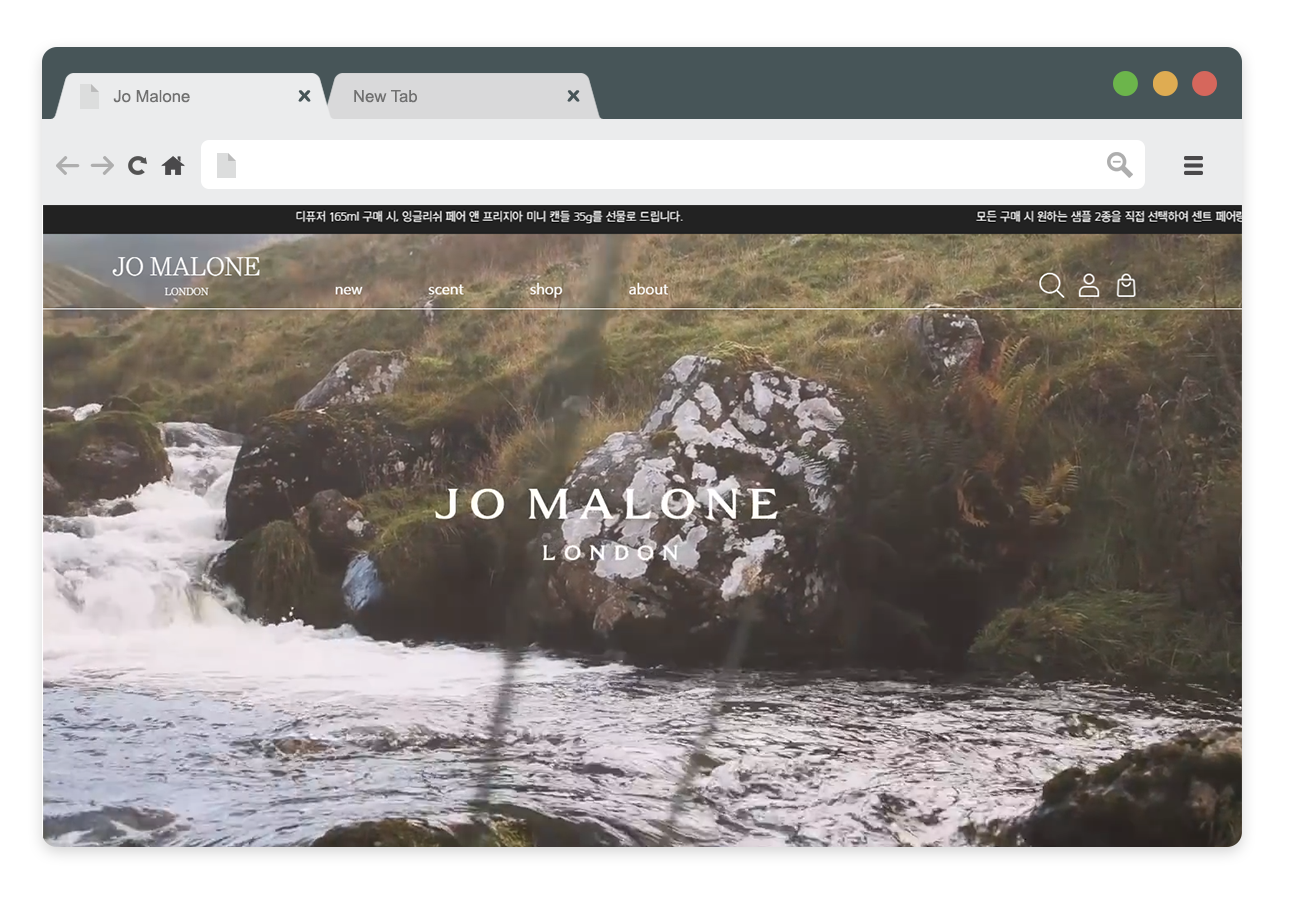 Jo Malone
New Tab
디퓨저 165ml 구매 시, 잉글리쉬 페어 앤 프리지아 미니 캔들 35g를 선물로 드립니다.
모든 구매 시 원하는 샘플 2종을 직접 선택하여 센트 페어링
JO MALONE
LONDON
new
scent
shop
about
JO MALONE
LONDON